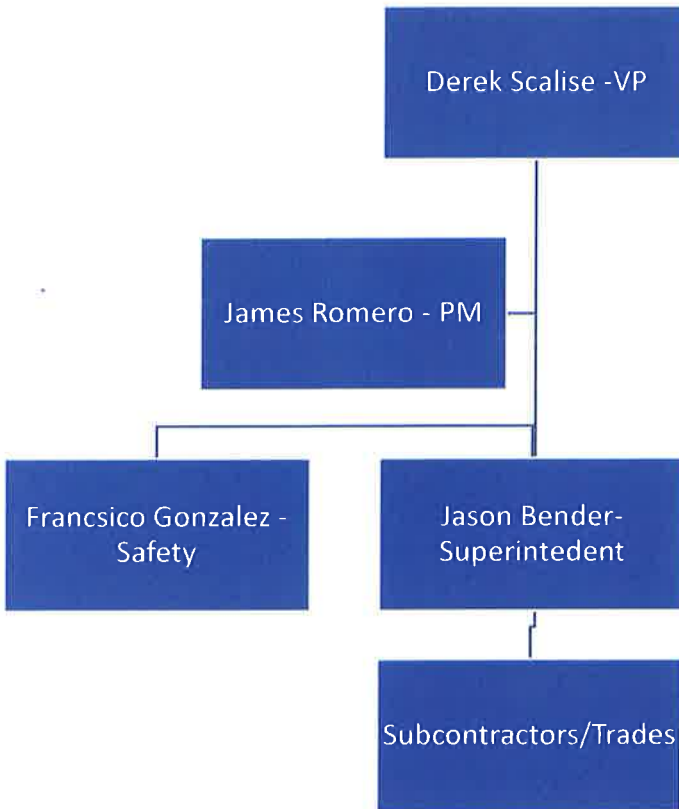 Derek Scalise -VP
James Romero - PM
Francsico Gonzalez -
Safety
Jason Bender-
Superintedent
Subcontractors/Trades